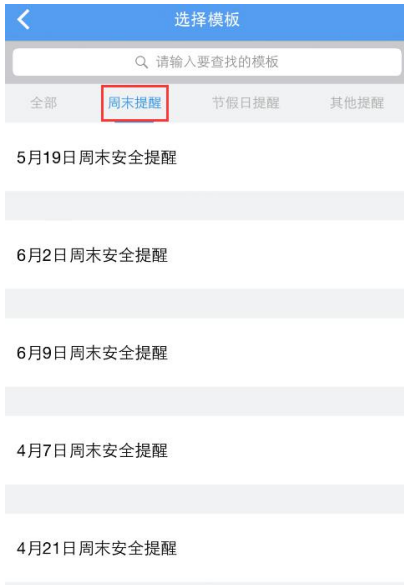 选择模板
请输入要查找的模板
全部 周末提醒 节假日提醒 其他提醒
5月19日周末安全提醒
6月2日周末安全提醒
6月9日周末安全提醒
4月7日周末安全提醒
4月21日周末安全提醒